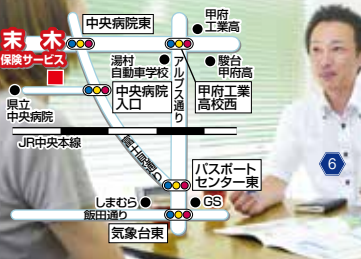 中央病院東
甲府
工業高
末木
保険サービス
湯村
自動車学校
アルプス通り
駿台
甲府高
県立
中央病院
中央病院
入口
甲府工業
高校西
JR中央本線
パスポート
センター東
6
しまむら
GS
飯田通り
気象台東